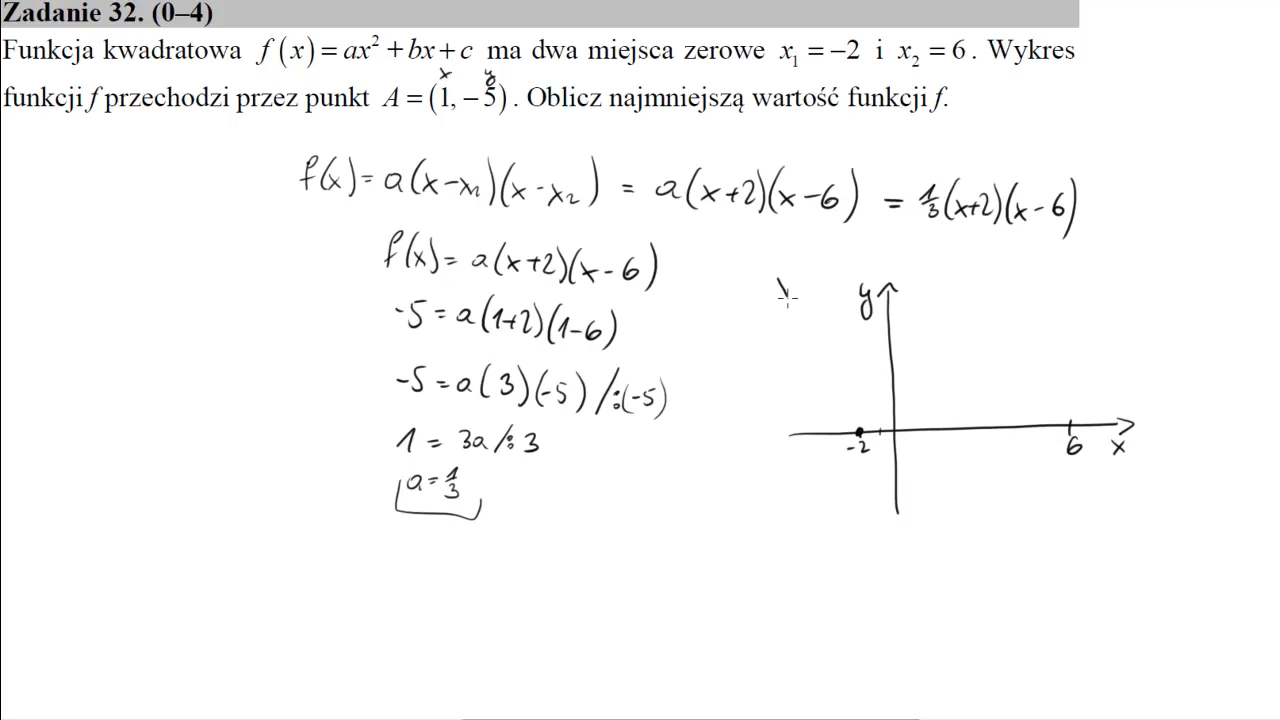 Zadanie 32. (0–4)
Funkcja kwadratowa f(x) = ax² + bx + c ma dwa miejsca zerowe x₁ = −2 i x₂ = 6. Wykres
x y
funkcji f przechodzi przez punkt A = (1, −5). Oblicz najmniejszą wartość funkcji f.
f(x) = a(x−x₁)(x−x₂) = a(x+2)(x−6) = 1/3(x+2)(x−6)
f(x) = a(x+2)(x−6)
-5 = a(1+2)(1−6)
-5 = a(3)(-5) /:(-5)
1 = 3a /:3
a = 1/3
y
-2 6 x